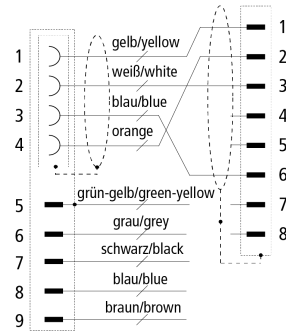 gelb/yellow
1
1
weiß/white
2
2
blau/blue
3
3
orange
4
4
5
6
grün-gelb/green-yellow
5
7
grau/grey
6
8
schwarz/black
7
blau/blue
8
braun/brown
9